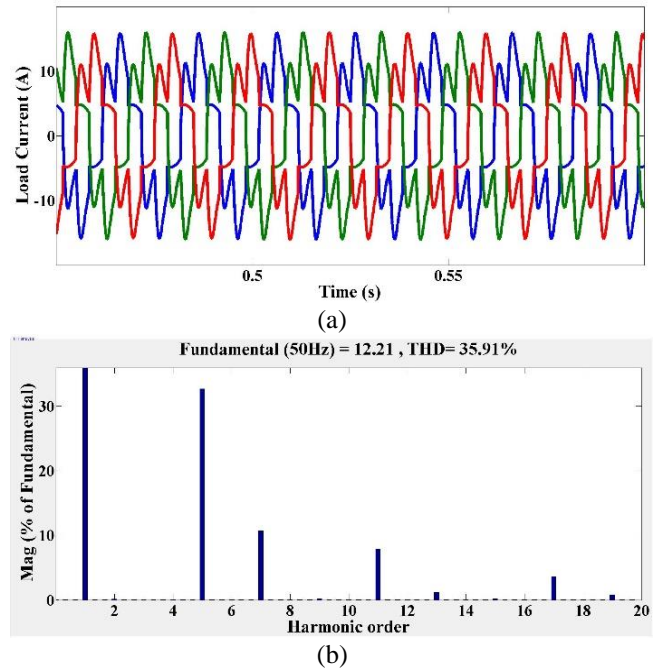 10
0
-10
Load Current (A)
0.5 0.55
Time (s)
(a)
Fundamental (50Hz) = 12.21 , THD= 35.91%
30
20
10
0
Mag (% of Fundamental)
2 4 6 8 10 12 14 16 18 20
Harmonic order
(b)